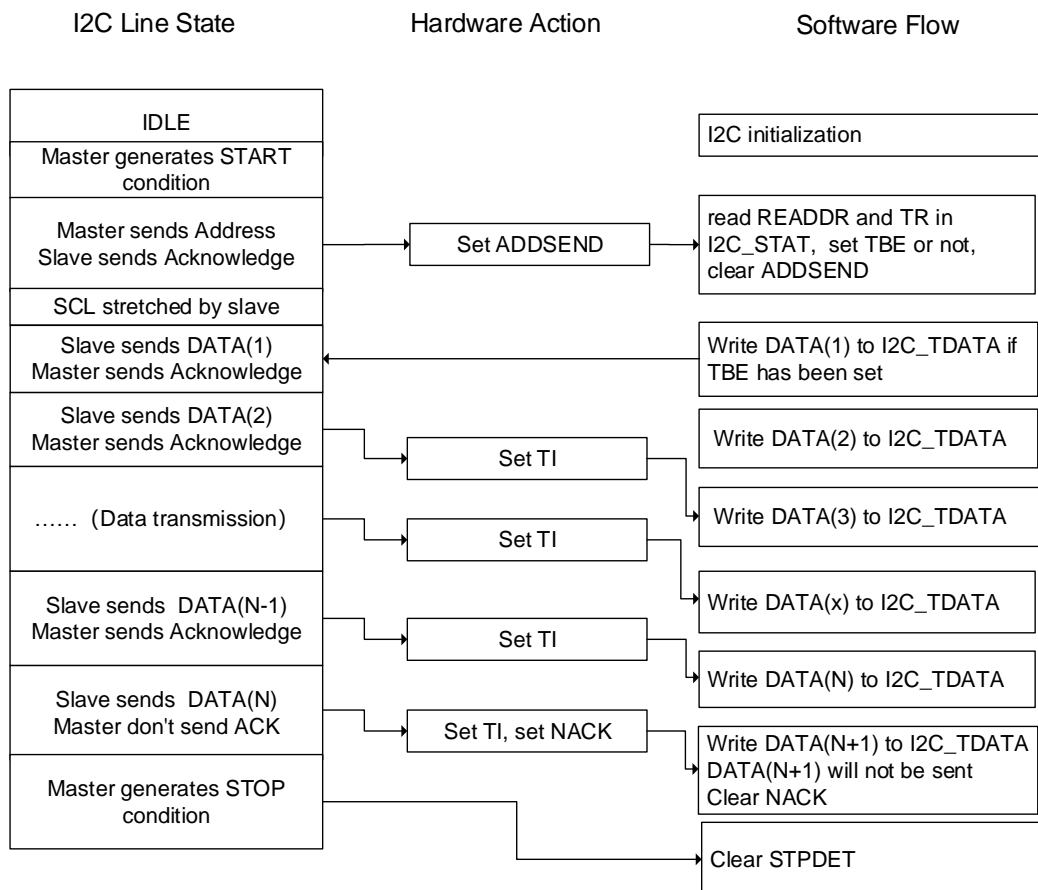 I2C Line State
Hardware Action
Software Flow
IDLE
I2C initialization
Master generates START
condition
Master sends Address
Slave sends Acknowledge
Set ADDSEND
read READDR and TR in
I2C_STAT, set TBE or not,
clear ADDSEND
SCL stretched by slave
Slave sends DATA(1)
Master sends Acknowledge
Write DATA(1) to I2C_TDATA if
TBE has been set
Slave sends DATA(2)
Master sends Acknowledge
Set TI
Write DATA(2) to I2C_TDATA
…… (Data transmission)
Set TI
Write DATA(3) to I2C_TDATA
Write DATA(x) to I2C_TDATA
Slave sends DATA(N-1)
Master sends Acknowledge
Set TI
Write DATA(N) to I2C_TDATA
Slave sends DATA(N)
Master don't send ACK
Set TI, set NACK
Write DATA(N+1) to I2C_TDATA
DATA(N+1) will not be sent
Clear NACK
Master generates STOP
condition
Clear STPDET